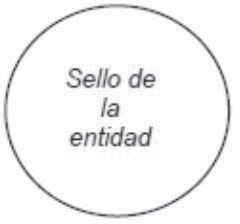 Sello de
la
entidad